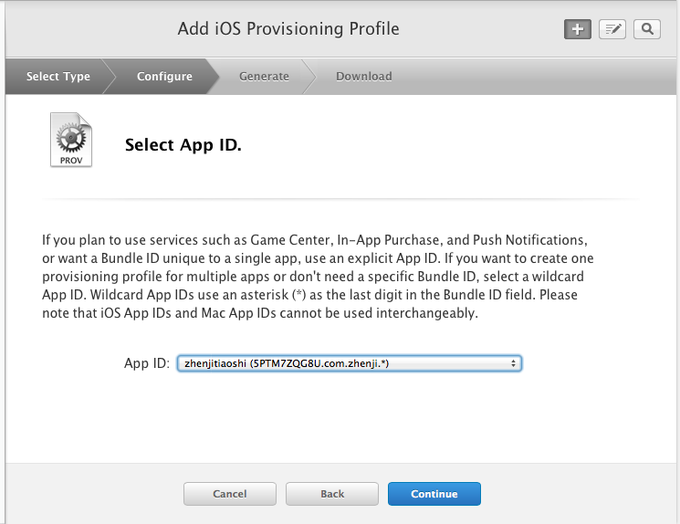 Add iOS Provisioning Profile
Select Type
Configure
Generate
Download
PROV
Select App ID.
If you plan to use services such as Game Center, In-App Purchase, and Push Notifications,
or want a Bundle ID unique to a single app, use an explicit App ID. If you want to create one
provisioning profile for multiple apps or don't need a specific Bundle ID, select a wildcard
App ID. Wildcard App IDs use an asterisk (*) as the last digit in the Bundle ID field. Please
note that iOS App IDs and Mac App IDs cannot be used interchangeably.
App ID: zhenjitiaoshi (5PTM7ZQG8U.com.zhenji.*)
Cancel
Back
Continue